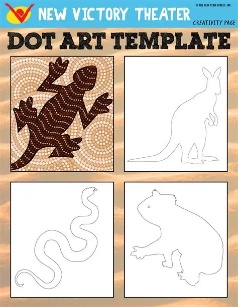 NEW VICTORY THEATER
CREATIVITY PAGE
DOT ART TEMPLATE